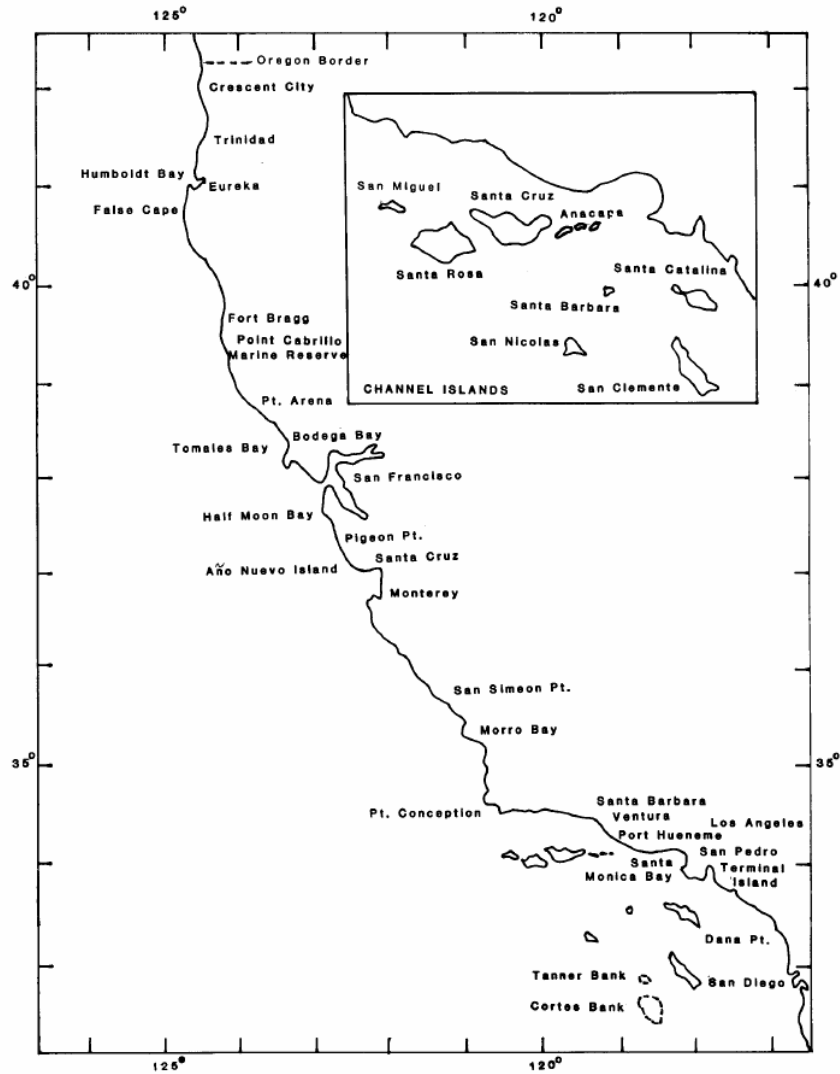 125°
120°
Oregon Border
Crescent City
Trinidad
Humboldt Bay
Eureka
False Cape
San Miguel
Santa Cruz
Anacapa
Santa Rosa
Santa Catalina
Santa Barbara
San Nicolas
San Clemente
CHANNEL ISLANDS
40°
40°
Fort Bragg
Point Cabrillo
Marine Reserve
Pt. Arena
Bodega Bay
Tomales Bay
San Francisco
Half Moon Bay
Pigeon Pt.
Santa Cruz
Año Nuevo Island
Monterey
San Simeon Pt.
Morro Bay
35°
35°
Pt. Conception
Santa Barbara
Ventura
Los Angeles
Port Hueneme
San Pedro
Santa
Monica Bay
Terminal
Island
Dana Pt.
Tanner Bank
San Diego
Cortes Bank
125°
120°